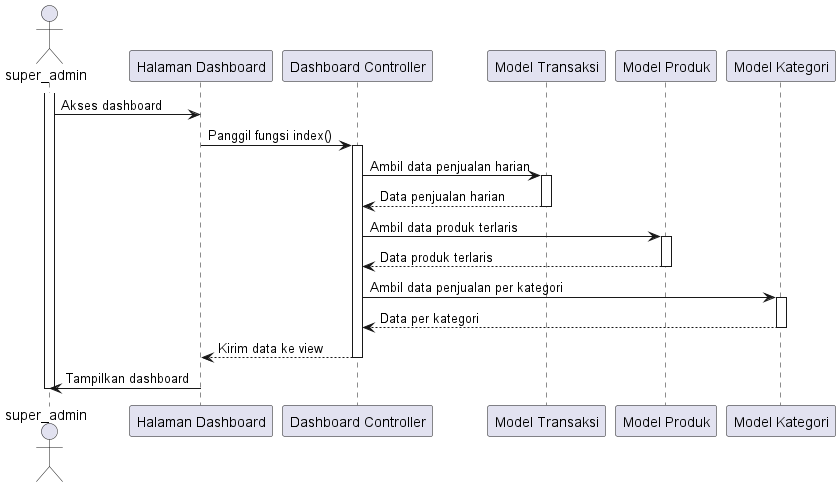 super_admin
Halaman Dashboard
Dashboard Controller
Model Transaksi
Model Produk
Model Kategori
Akses dashboard
Panggil fungsi index()
Ambil data penjualan harian
Data penjualan harian
Ambil data produk terlaris
Data produk terlaris
Ambil data penjualan per kategori
Data per kategori
Kirim data ke view
Tampilkan dashboard
super_admin
Halaman Dashboard
Dashboard Controller
Model Transaksi
Model Produk
Model Kategori